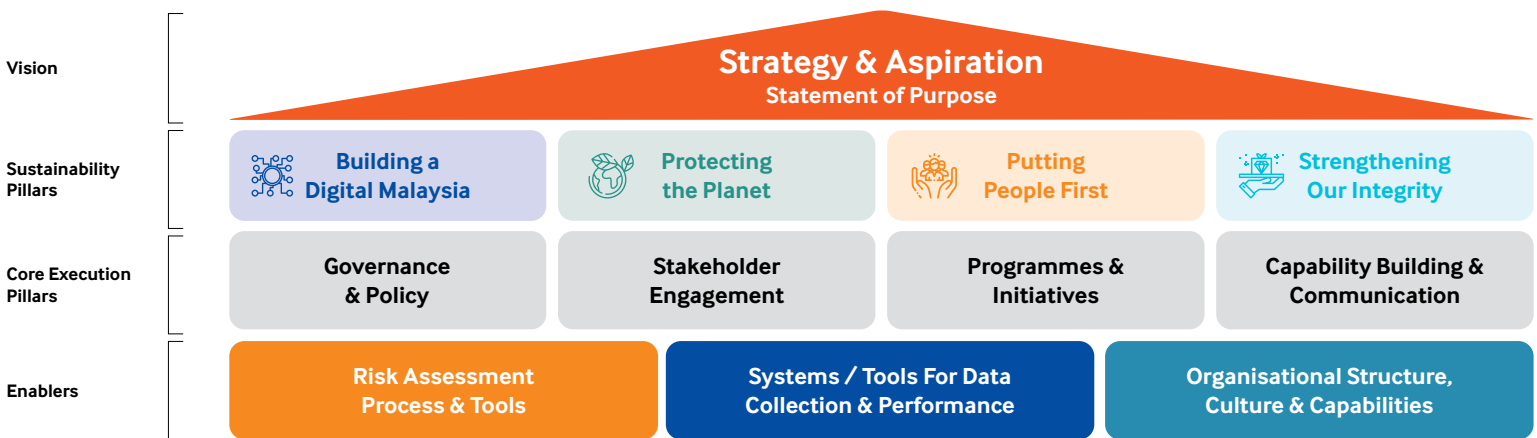 Vision
Strategy & Aspiration
Statement of Purpose
Sustainability
Pillars
Building a
Digital Malaysia
Protecting
the Planet
Putting
People First
Strengthening
Our Integrity
Core Execution
Pillars
Governance
& Policy
Stakeholder
Engagement
Programmes &
Initiatives
Capability Building &
Communication
Enablers
Risk Assessment
Process & Tools
Systems / Tools For Data
Collection & Performance
Organisational Structure,
Culture & Capabilities